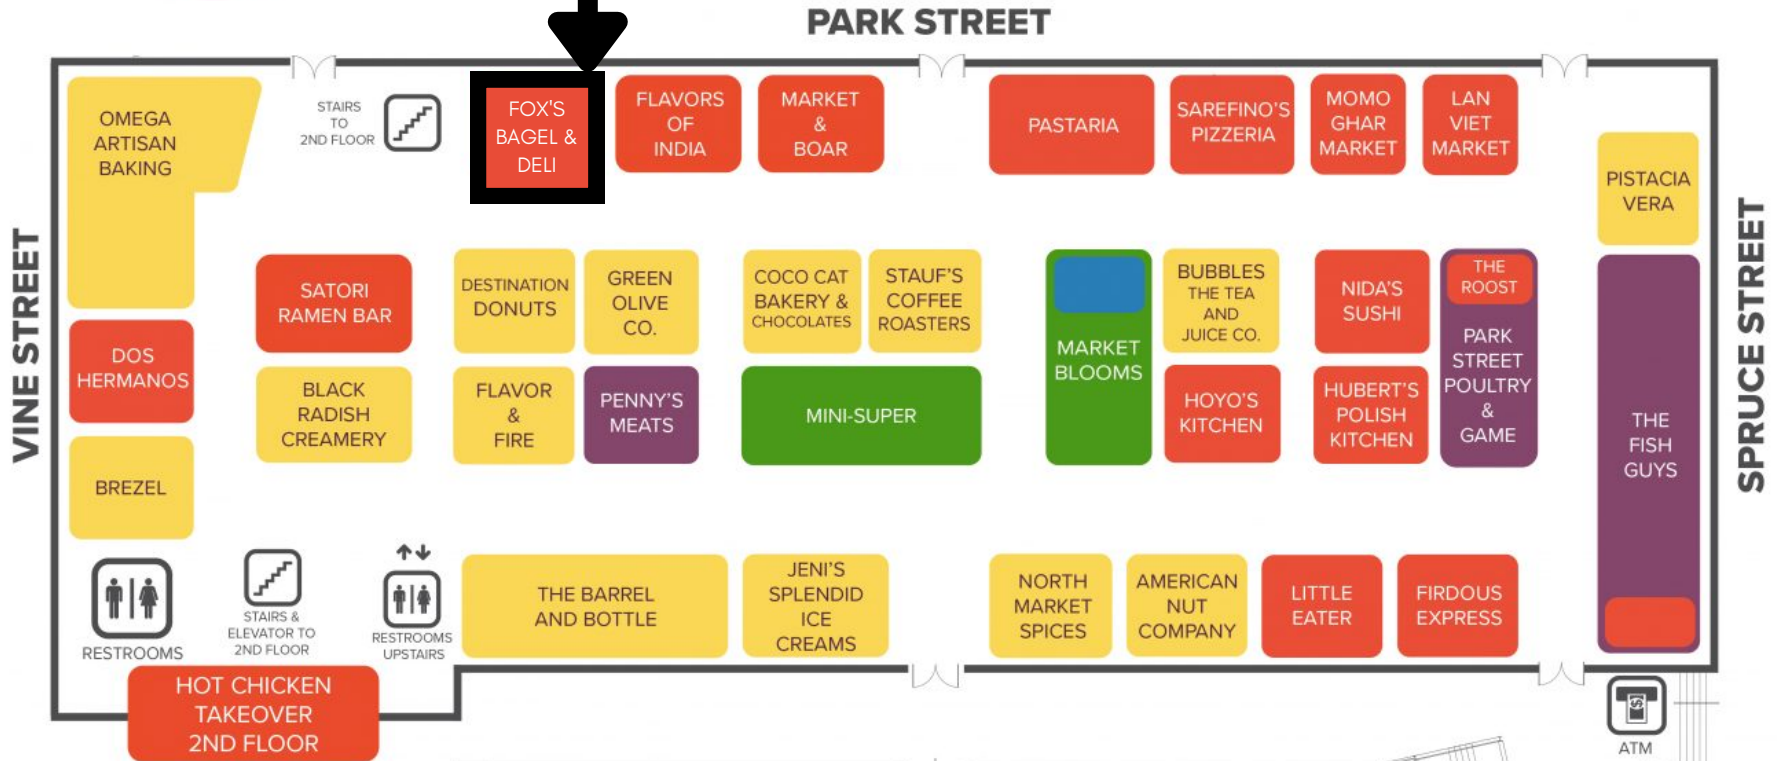 PARK STREET
VINE STREET
SPRUCE STREET
OMEGA
ARTISAN
BAKING
STAIRS
TO
2ND FLOOR
FOX'S
BAGEL &
DELI
FLAVORS
OF
INDIA
MARKET
&
BOAR
PASTARIA
SAREFINO'S
PIZZERIA
MOMO
GHAR
MARKET
LAN
VIET
MARKET
PISTACIA
VERA
DOS
HERMANOS
BREZEL
SATORI
RAMEN BAR
BLACK
RADISH
CREAMERY
DESTINATION
DONUTS
GREEN
OLIVE
CO.
FLAVOR
&
FIRE
PENNY'S
MEATS
COCO CAT
BAKERY &
CHOCOLATES
STAUF'S
COFFEE
ROASTERS
MINI-SUPER
MARKET
BLOOMS
BUBBLES
THE TEA
AND
JUICE CO.
HOYO'S
KITCHEN
NIDA'S
SUSHI
HUBERT'S
POLISH
KITCHEN
THE
ROOST
PARK
STREET
POULTRY
&
GAME
THE
FISH
GUYS
RESTROOMS
STAIRS &
ELEVATOR TO
2ND FLOOR
RESTROOMS
UPSTAIRS
THE BARREL
AND BOTTLE
JENI'S
SPLENDID
ICE
CREAMS
NORTH
MARKET
SPICES
AMERICAN
NUT
COMPANY
LITTLE
EATER
FIRDOUS
EXPRESS
HOT CHICKEN
TAKEOVER
2ND FLOOR
$
ATM